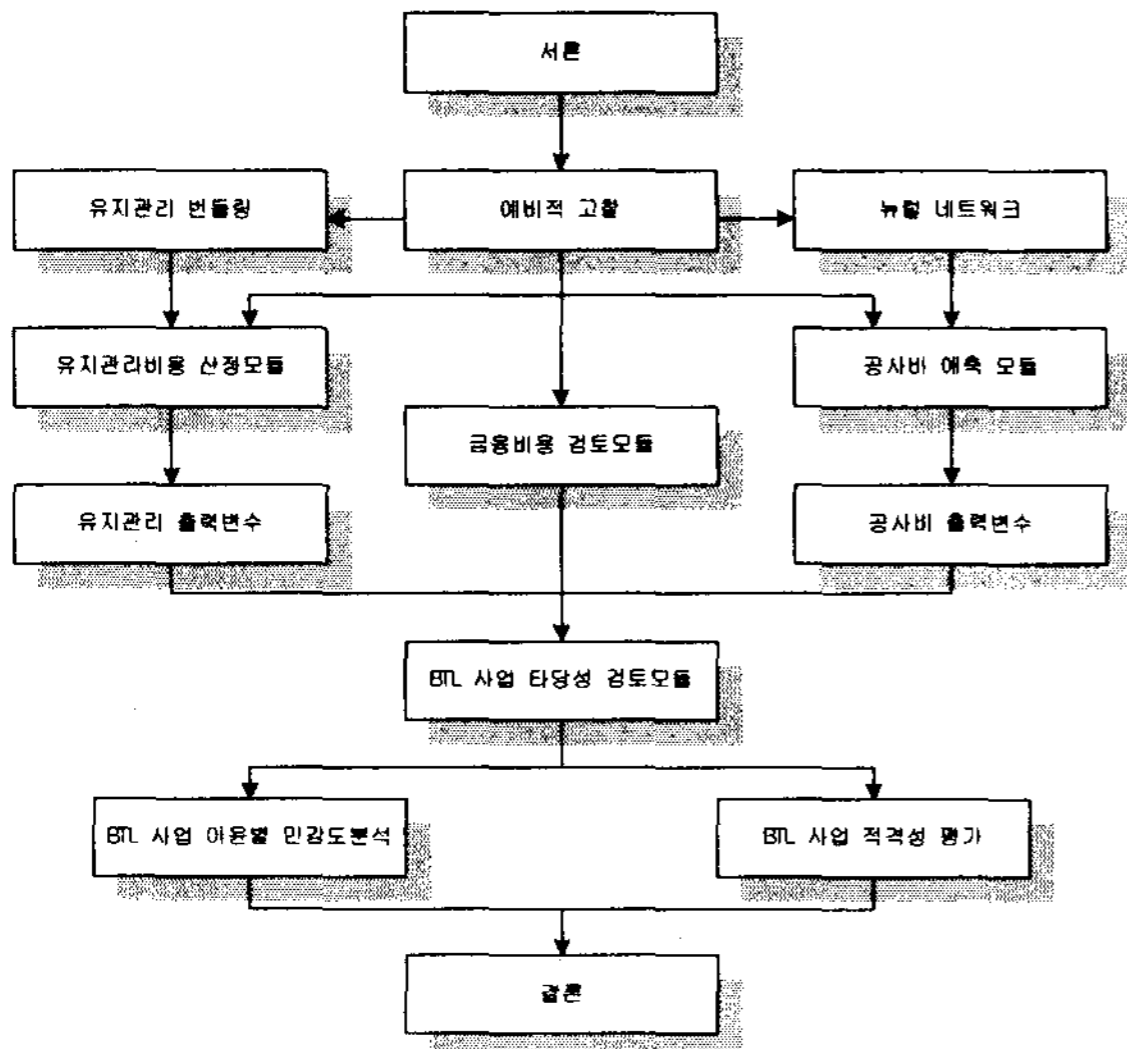 서론
유지관리 번들링
예비적 고찰
뉴럴 네트워크
유지관리비용 산정모듈
공사비 예측 모듈
금융비용 검토모듈
유지관리 출력변수
공사비 출력변수
BTL 사업 타당성 검토모듈
BTL 사업 이윤별 민감도분석
BTL 사업 적격성 평가
결론